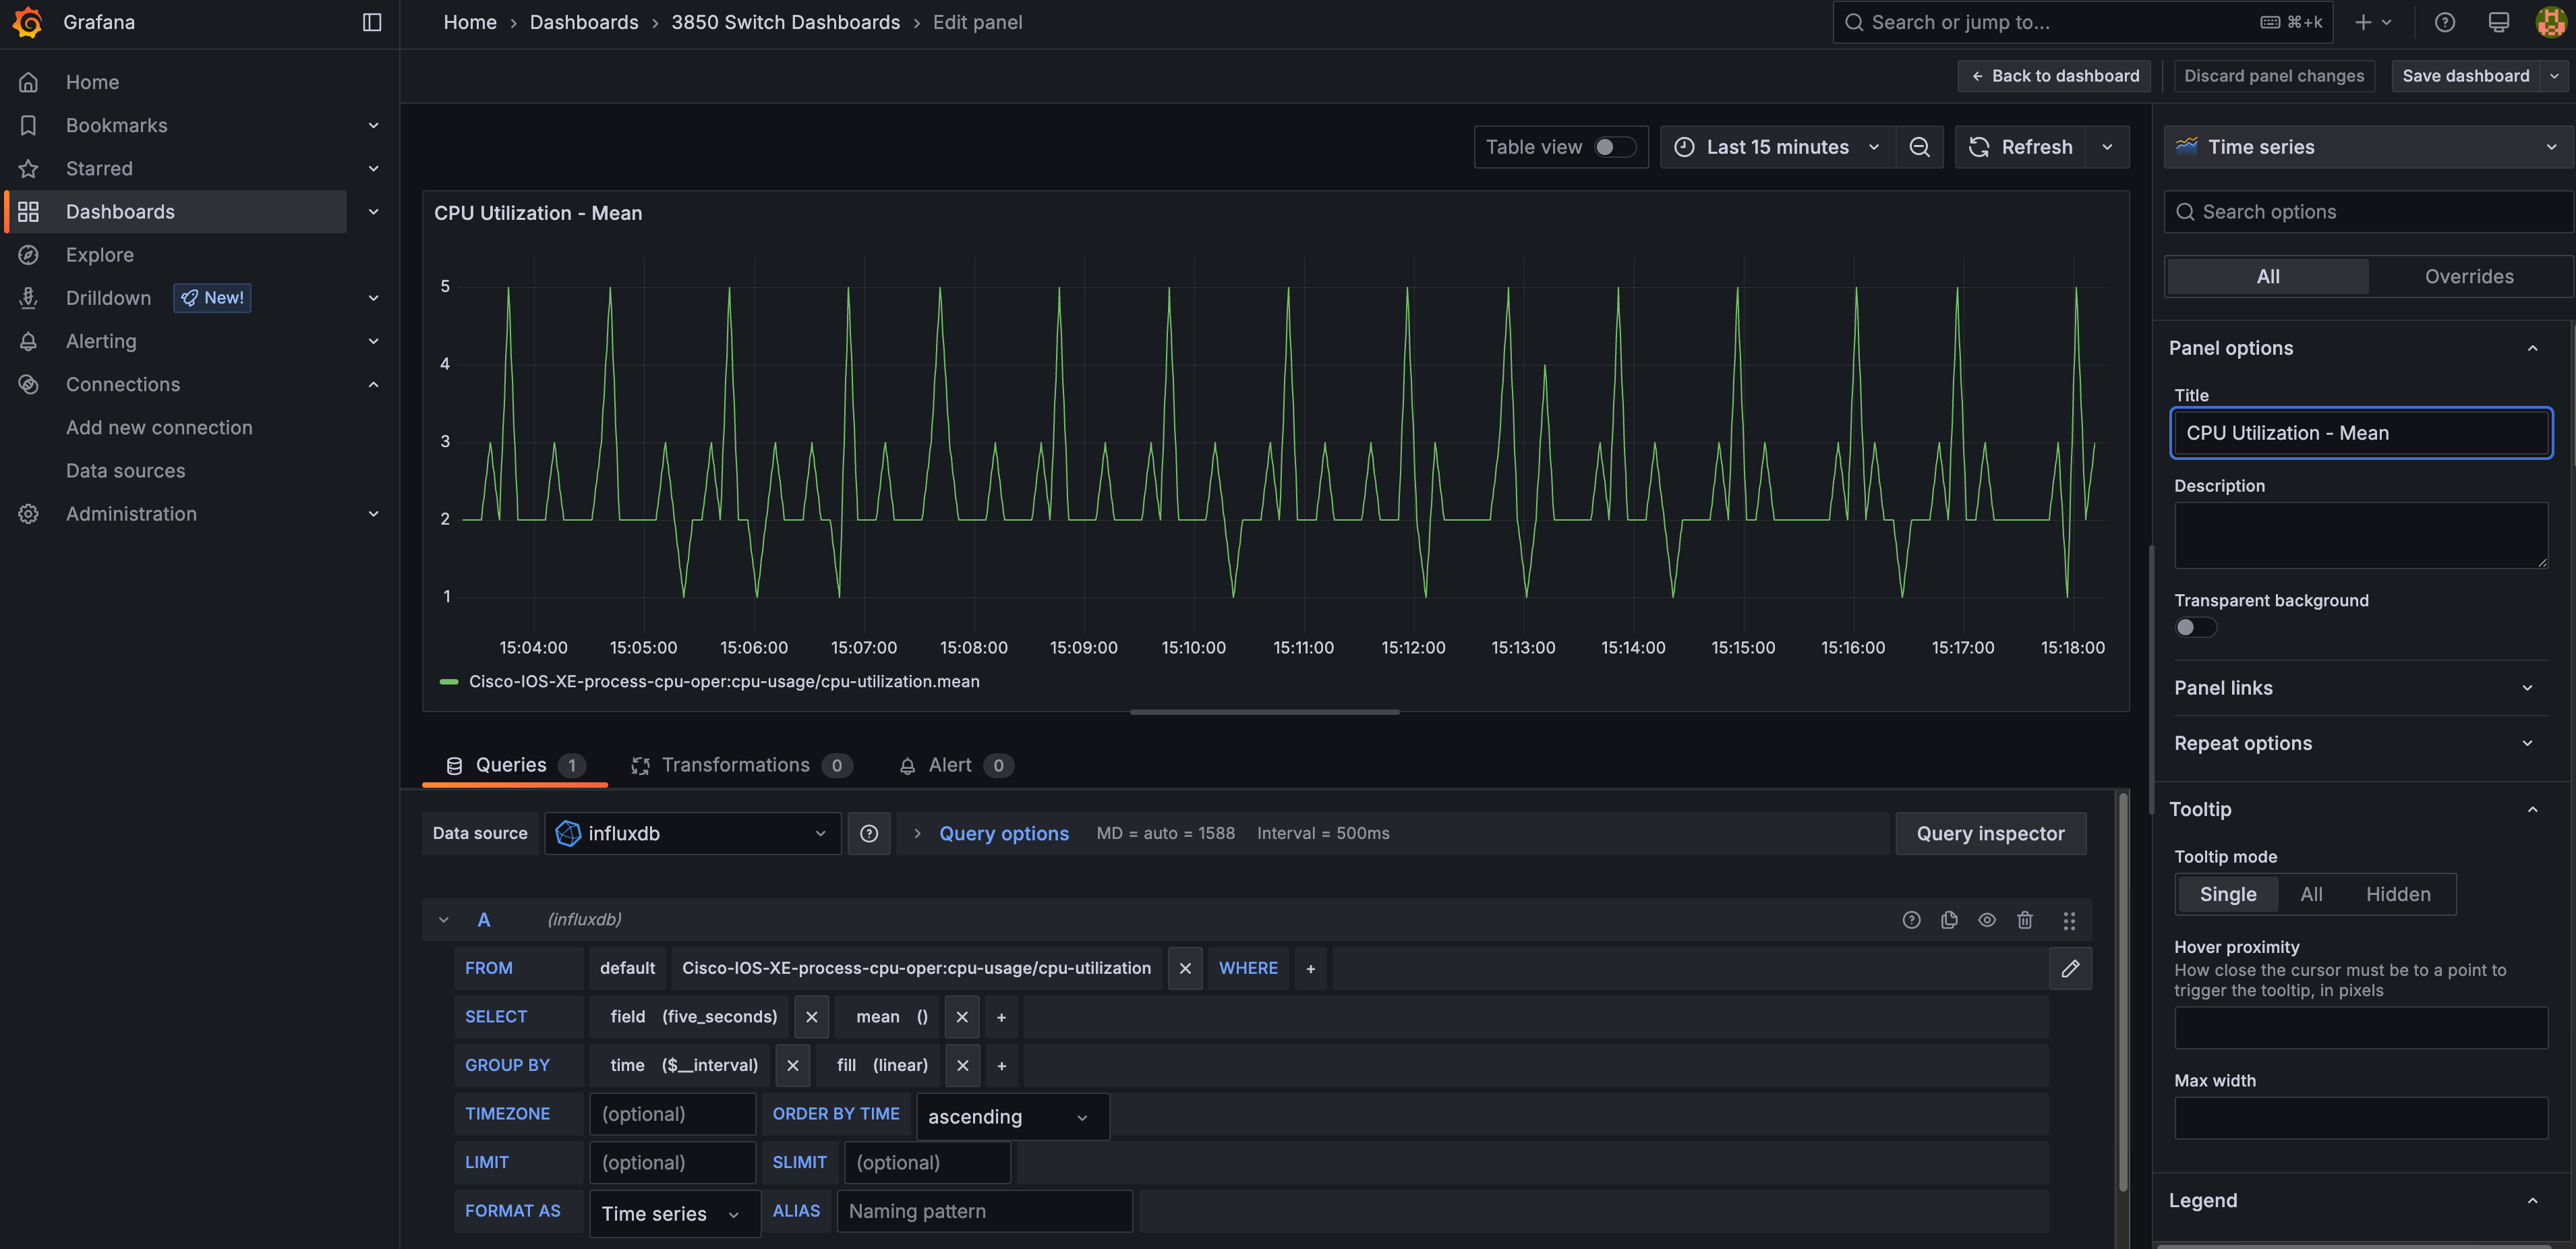 Grafana
Home › Dashboards › 3850 Switch Dashboards › Edit panel
Search or jump to...
⌘+k
Home
Bookmarks
Starred
Dashboards
Explore
Drilldown
New!
Alerting
Connections
Add new connection
Data sources
Administration
Back to dashboard
Discard panel changes
Save dashboard
Table view
Last 15 minutes
Refresh
CPU Utilization - Mean
5
4
3
2
1
15:04:00 15:05:00 15:06:00 15:07:00 15:08:00 15:09:00 15:10:00 15:11:00 15:12:00 15:13:00 15:14:00 15:15:00 15:16:00 15:17:00 15:18:00
Cisco-IOS-XE-process-cpu-oper:cpu-usage/cpu-utilization.mean
Queries 1 Transformations 0 Alert 0
Data source influxdb Query options MD = auto = 1588 Interval = 500ms Query inspector
A (influxdb)
FROM default Cisco-IOS-XE-process-cpu-oper:cpu-usage/cpu-utilization WHERE +
SELECT field (five_seconds) mean () +
GROUP BY time ($__interval) fill (linear) +
TIMEZONE (optional) ORDER BY TIME ascending
LIMIT (optional) SLIMIT (optional)
FORMAT AS Time series ALIAS Naming pattern
Time series
Search options
All Overrides
Panel options
Title
CPU Utilization - Mean
Description
Transparent background
Panel links
Repeat options
Tooltip
Tooltip mode
Single All Hidden
Hover proximity
How close the cursor must be to a point to
trigger the tooltip, in pixels
Max width
Legend